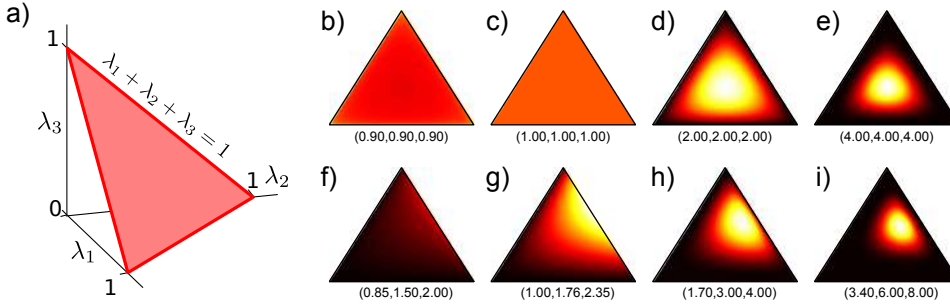 a)
1
λ₁ + λ₂ + λ₃ = 1
λ₃
1 λ₂
0
λ₁
1
b) c) d) e)
(0.90,0.90,0.90) (1.00,1.00,1.00) (2.00,2.00,2.00) (4.00,4.00,4.00)
f) g) h) i)
(0.85,1.50,2.00) (1.00,1.76,2.35) (1.70,3.00,4.00) (3.40,6.00,8.00)